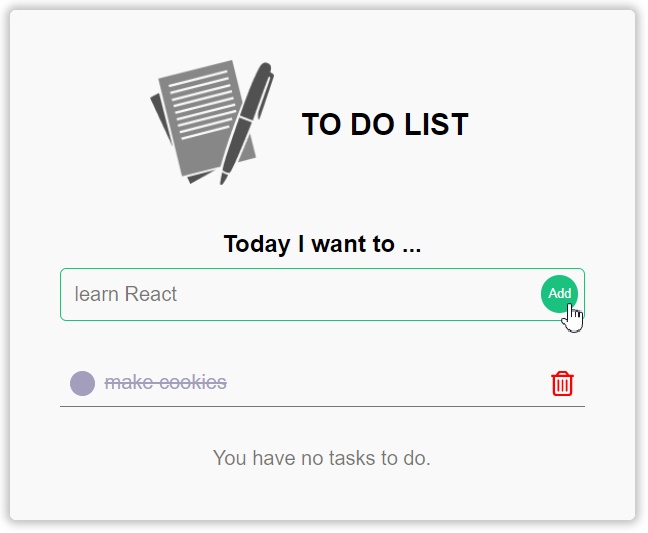 TO DO LIST
Today I want to ...
learn React
Add
make cookies
You have no tasks to do.